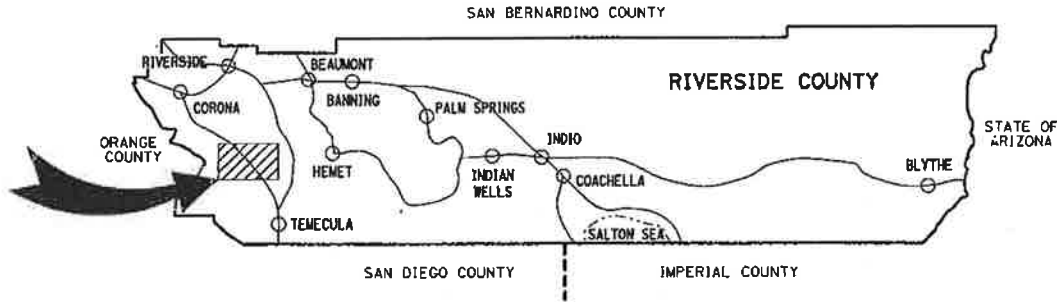 SAN BERNARDINO COUNTY
RIVERSIDE
BEAUMONT
RIVERSIDE COUNTY
BANNING
CORONA
PALM SPRINGS
STATE OF
ARIZONA
ORANGE
COUNTY
INDIO
HEMET
INDIAN
WELLS
COACHELLA
BLYTHE
TEMECULA
SALTON SEA
SAN DIEGO COUNTY
IMPERIAL COUNTY